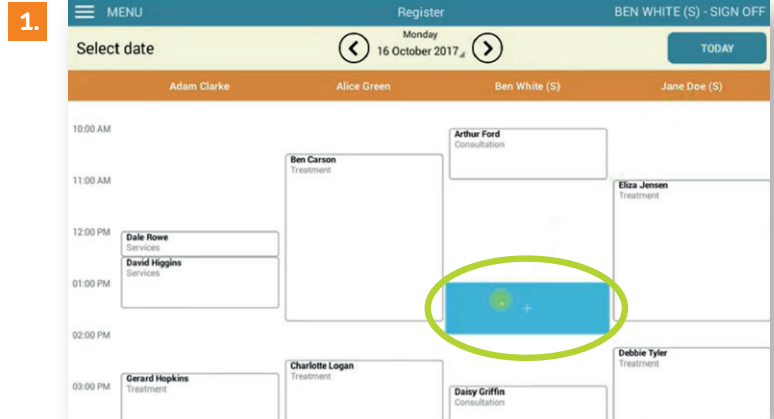 1.
MENU
Register
BEN WHITE (S) - SIGN OFF
Select date
Monday
16 October 2017
TODAY
Adam Clarke
Alice Green
Ben White (S)
Jane Doe (S)
10:00 AM
Arthur Ford
Consultation
Ben Carson
Treatment
11:00 AM
Eliza Jensen
Treatment
12:00 PM
Dale Rowe
Services
David Higgins
Services
01:00 PM
+
02:00 PM
Debbie Tyler
Treatment
Charlotte Logan
Treatment
03:00 PM
Gerard Hopkins
Treatment
Daisy Griffin
Consultation